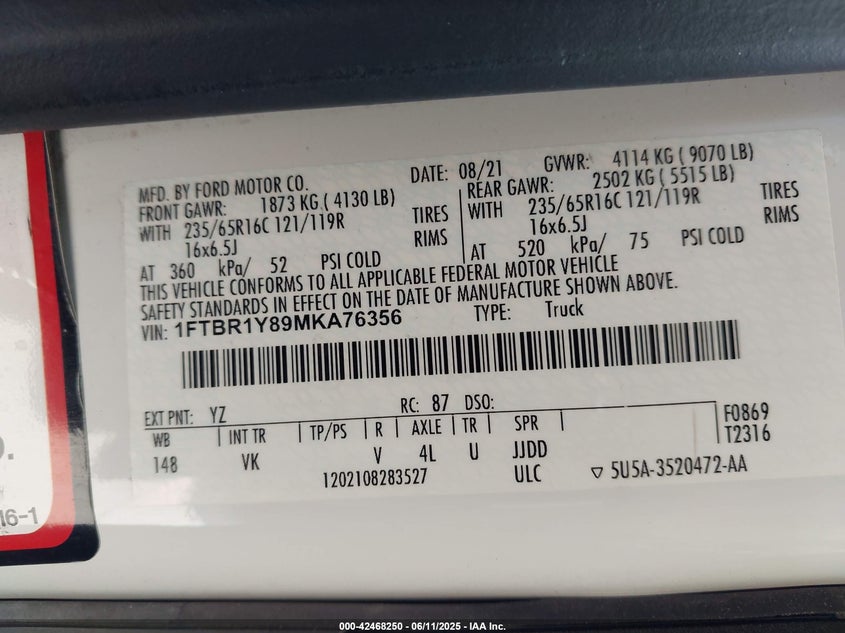 MFD. BY FORD MOTOR CO.
DATE: 08/21 GVWR: 4114 KG ( 9070 LB)
FRONT GAWR: 1873 KG ( 4130 LB)
WITH 235/65R16C 121/119R TIRES
16x6.5J RIMS
AT 360 kPa/ 52 PSI COLD
REAR GAWR: 2502 KG ( 5515 LB)
WITH 235/65R16C 121/119R TIRES
16x6.5J RIMS
AT 520 kPa/ 75 PSI COLD
THIS VEHICLE CONFORMS TO ALL APPLICABLE FEDERAL MOTOR VEHICLE
SAFETY STANDARDS IN EFFECT ON THE DATE OF MANUFACTURE SHOWN ABOVE.
VIN: 1FTBR1Y89MKA76356 TYPE: Truck
EXT PNT: YZ RC: 87 DSO:
WB INT TR TP/PS R AXLE TR SPR
148 VK V 4L U JJDD
1202108283527 ULC
F0869
T2316
5U5A-3520472-AA
16-1
000-42468250 - 06/11/2025 - IAA Inc.